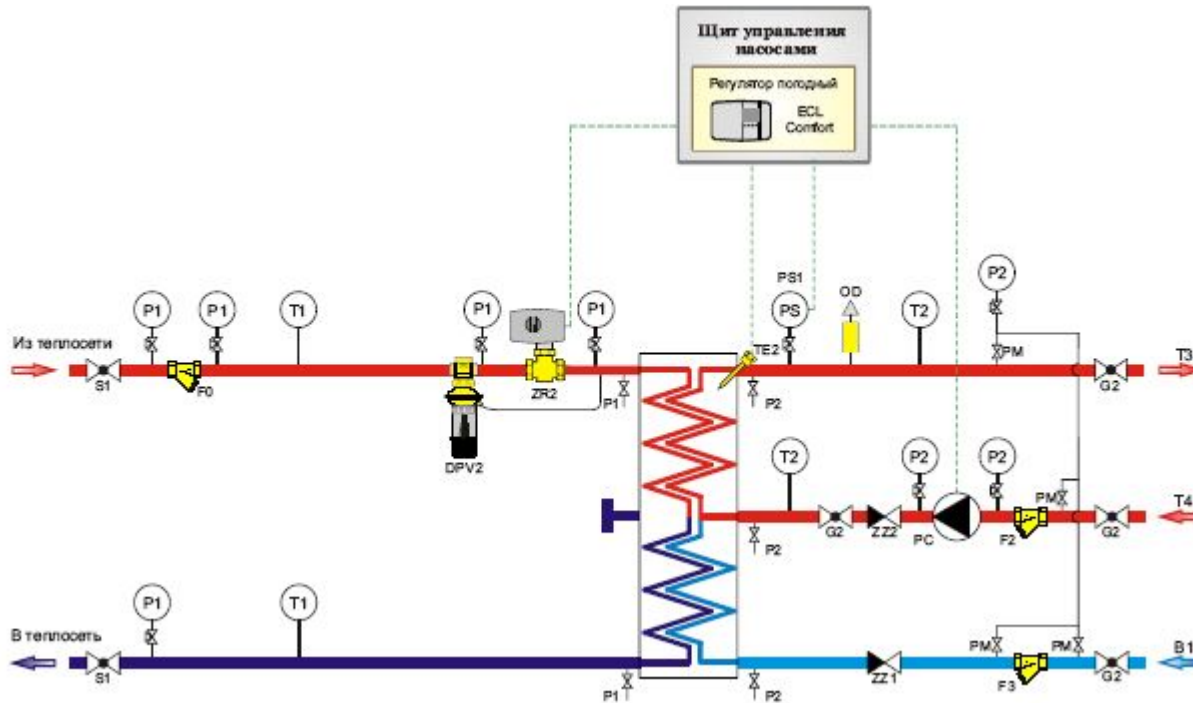 Щит управления
насосами
Регулятор погодный
ECL
Comfort
P2
PS1
OD
P1
P1
T1
P1
P1
PS
T2
Из теплосети
TE2
PM
T3
S1
F0
ZR2
P1
P2
G2
DPV2
T2
P2
P2
PM
T4
G2
ZZ2
PC
F2
G2
P2
P1
T1
В теплосеть
PM
PM
B1
S1
P1
P2
ZZ1
F3
G2